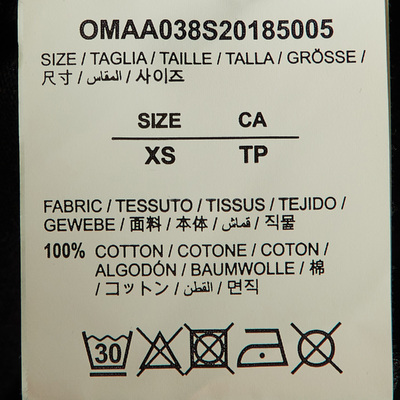 OMAA038S20185005
SIZE / TAGLIA / TAILLE / TALLA / GRÖSSE /
尺寸 / المقاس / 사이즈
SIZE CA
XS TP
FABRIC / TESSUTO / TISSUS / TEJIDO /
GEWEBE / 面料 / 本体 / قماش / 직물
100% COTTON / COTONE / COTON /
ALGODÓN / BAUMWOLLE / 棉
/ コットン / القطن / 면직
30